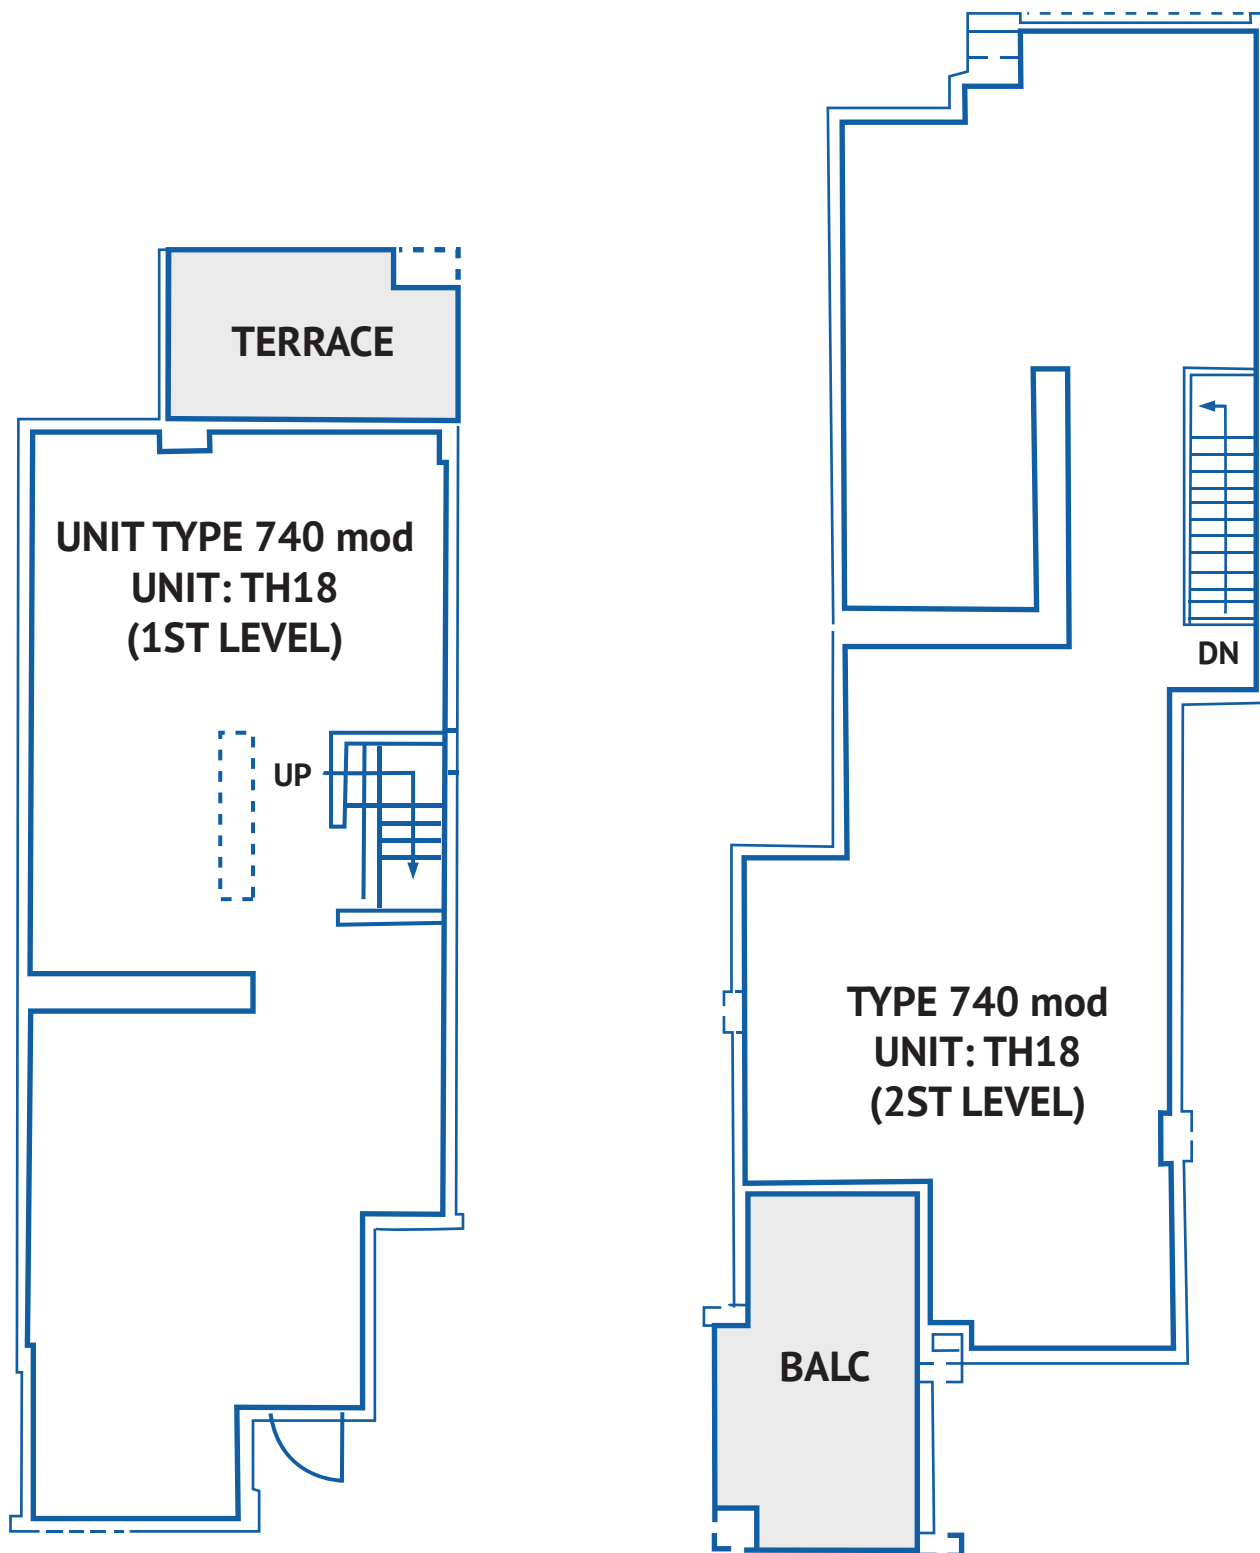 TERRACE
UNIT TYPE 740 mod
UNIT: TH18
(1ST LEVEL)
UP
DN
TYPE 740 mod
UNIT: TH18
(2ST LEVEL)
BALC